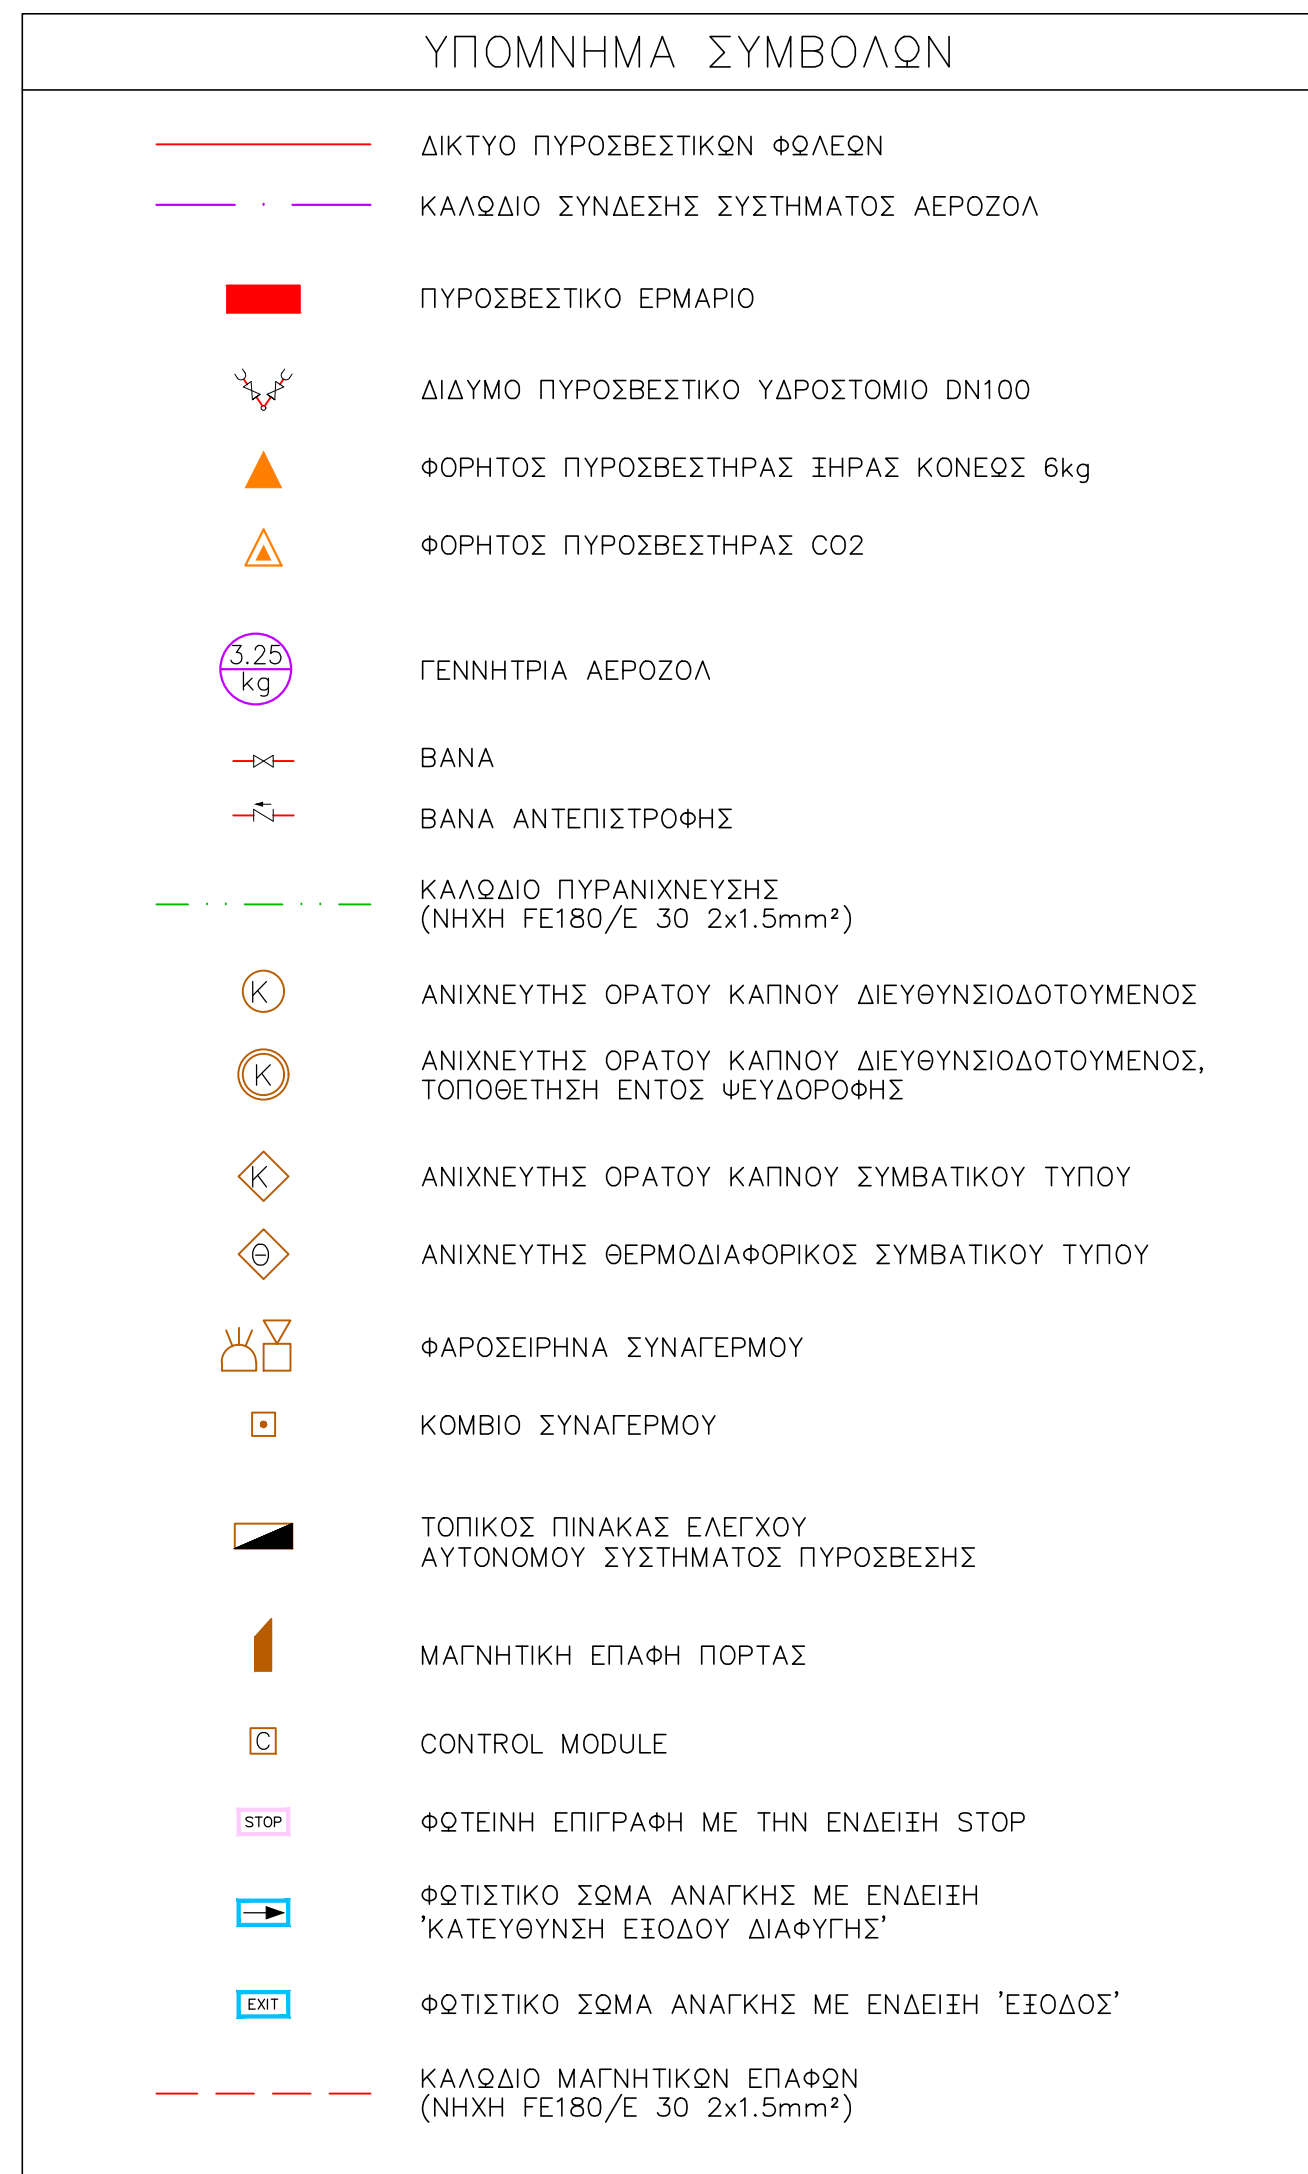 ΥΠΟΜΝΗΜΑ ΣΥΜΒΟΛΩΝ
ΔΙΚΤΥΟ ΠΥΡΟΣΒΕΣΤΙΚΩΝ ΦΩΛΕΩΝ
ΚΑΛΩΔΙΟ ΣΥΝΔΕΣΗΣ ΣΥΣΤΗΜΑΤΟΣ ΑΕΡΟΖΟΛ
ΠΥΡΟΣΒΕΣΤΙΚΟ ΕΡΜΑΡΙΟ
ΔΙΔΥΜΟ ΠΥΡΟΣΒΕΣΤΙΚΟ ΥΔΡΟΣΤΟΜΙΟ DN100
ΦΟΡΗΤΟΣ ΠΥΡΟΣΒΕΣΤΗΡΑΣ ΞΗΡΑΣ ΚΟΝΕΩΣ 6kg
ΦΟΡΗΤΟΣ ΠΥΡΟΣΒΕΣΤΗΡΑΣ CO2
3.25
kg
ΓΕΝΝΗΤΡΙΑ ΑΕΡΟΖΟΛ
ΒΑΝΑ
ΒΑΝΑ ΑΝΤΕΠΙΣΤΡΟΦΗΣ
ΚΑΛΩΔΙΟ ΠΥΡΑΝΙΧΝΕΥΣΗΣ
(NHXH FE180/E 30 2x1.5mm²)
Κ
ΑΝΙΧΝΕΥΤΗΣ ΟΡΑΤΟΥ ΚΑΠΝΟΥ ΔΙΕΥΘΥΝΣΙΟΔΟΤΟΥΜΕΝΟΣ
Κ
ΑΝΙΧΝΕΥΤΗΣ ΟΡΑΤΟΥ ΚΑΠΝΟΥ ΔΙΕΥΘΥΝΣΙΟΔΟΤΟΥΜΕΝΟΣ,
ΤΟΠΟΘΕΤΗΣΗ ΕΝΤΟΣ ΨΕΥΔΟΡΟΦΗΣ
Κ
ΑΝΙΧΝΕΥΤΗΣ ΟΡΑΤΟΥ ΚΑΠΝΟΥ ΣΥΜΒΑΤΙΚΟΥ ΤΥΠΟΥ
Θ
ΑΝΙΧΝΕΥΤΗΣ ΘΕΡΜΟΔΙΑΦΟΡΙΚΟΣ ΣΥΜΒΑΤΙΚΟΥ ΤΥΠΟΥ
ΦΑΡΟΣΕΙΡΗΝΑ ΣΥΝΑΓΕΡΜΟΥ
ΚΟΜΒΙΟ ΣΥΝΑΓΕΡΜΟΥ
ΤΟΠΙΚΟΣ ΠΙΝΑΚΑΣ ΕΛΕΓΧΟΥ
ΑΥΤΟΝΟΜΟΥ ΣΥΣΤΗΜΑΤΟΣ ΠΥΡΟΣΒΕΣΗΣ
ΜΑΓΝΗΤΙΚΗ ΕΠΑΦΗ ΠΟΡΤΑΣ
C
CONTROL MODULE
STOP
ΦΩΤΕΙΝΗ ΕΠΙΓΡΑΦΗ ΜΕ ΤΗΝ ΕΝΔΕΙΞΗ STOP
ΦΩΤΙΣΤΙΚΟ ΣΩΜΑ ΑΝΑΓΚΗΣ ΜΕ ΕΝΔΕΙΞΗ
'ΚΑΤΕΥΘΥΝΣΗ ΕΞΟΔΟΥ ΔΙΑΦΥΓΗΣ'
EXIT
ΦΩΤΙΣΤΙΚΟ ΣΩΜΑ ΑΝΑΓΚΗΣ ΜΕ ΕΝΔΕΙΞΗ 'ΕΞΟΔΟΣ'
ΚΑΛΩΔΙΟ ΜΑΓΝΗΤΙΚΩΝ ΕΠΑΦΩΝ
(NHXH FE180/E 30 2x1.5mm²)